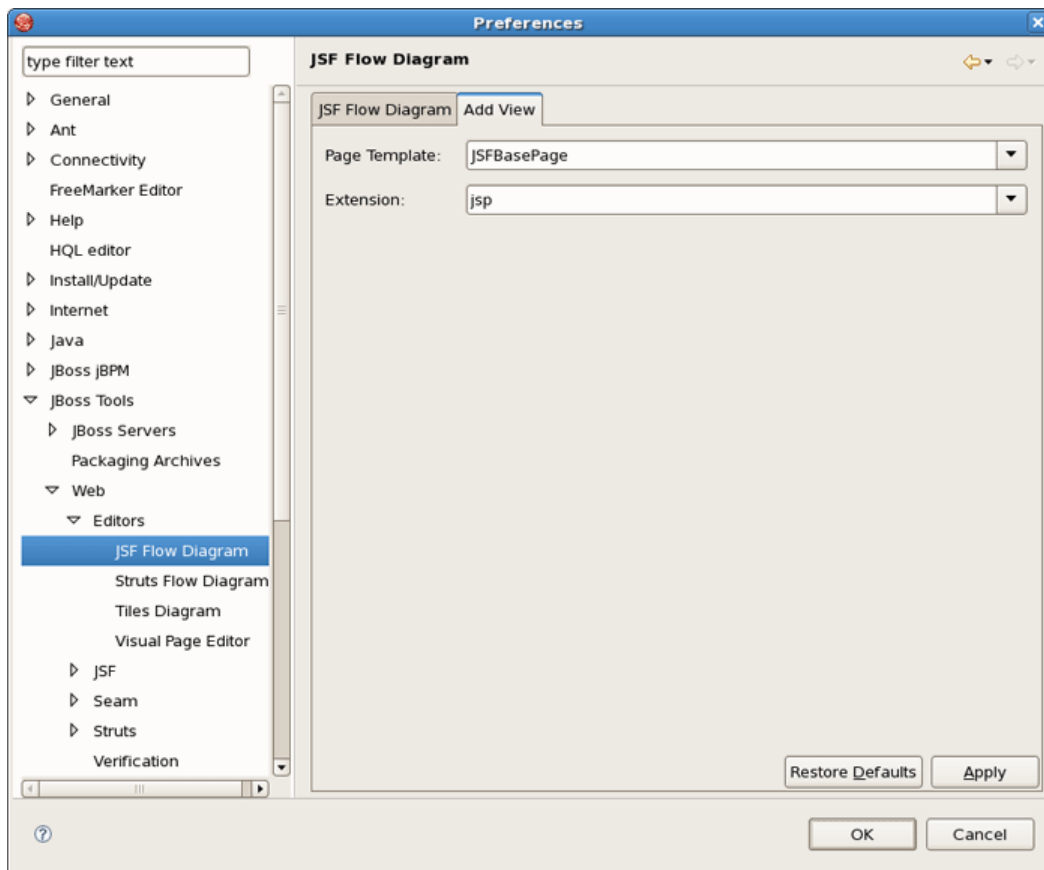 Preferences
type filter text
General
Ant
Connectivity
FreeMarker Editor
Help
HQL editor
Install/Update
Internet
Java
JBoss jBPM
JBoss Tools
JBoss Servers
Packaging Archives
Web
Editors
JSF Flow Diagram
Struts Flow Diagram
Tiles Diagram
Visual Page Editor
JSF
Seam
Struts
Verification
JSF Flow Diagram
JSF Flow Diagram Add View
Page Template: JSFBasePage
Extension: jsp
Restore Defaults Apply
OK Cancel